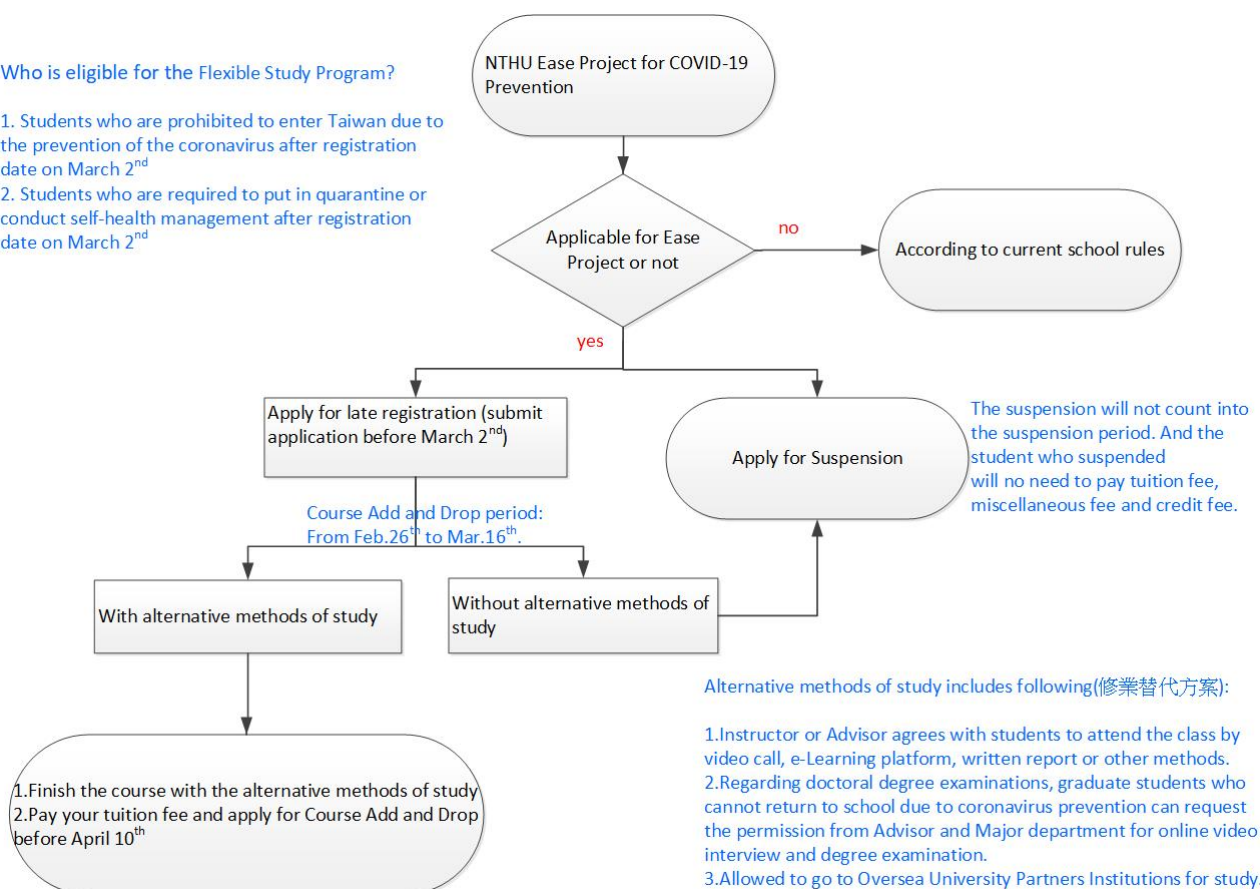 NTHU Ease Project for COVID-19
Prevention
Who is eligible for the Flexible Study Program?
1. Students who are prohibited to enter Taiwan due to
the prevention of the coronavirus after registration
date on March 2nd
2. Students who are required to put in quarantine or
conduct self-health management after registration
date on March 2nd
Applicable for Ease
Project or not
no
According to current school rules
yes
Apply for late registration (submit
application before March 2nd)
Apply for Suspension
The suspension will not count into
the suspension period. And the
student who suspended
will no need to pay tuition fee,
miscellaneous fee and credit fee.
Course Add and Drop period:
From Feb.26th to Mar.16th.
With alternative methods of study
Without alternative methods of
study
1.Finish the course with the alternative methods of study
2.Pay your tuition fee and apply for Course Add and Drop
before April 10th
Alternative methods of study includes following(修業替代方案):
1.Instructor or Advisor agrees with students to attend the class by
video call, e-Learning platform, written report or other methods.
2.Regarding doctoral degree examinations, graduate students who
cannot return to school due to coronavirus prevention can request
the permission from Advisor and Major department for online video
interview and degree examination.
3.Allowed to go to Oversea University Partners Institutions for study